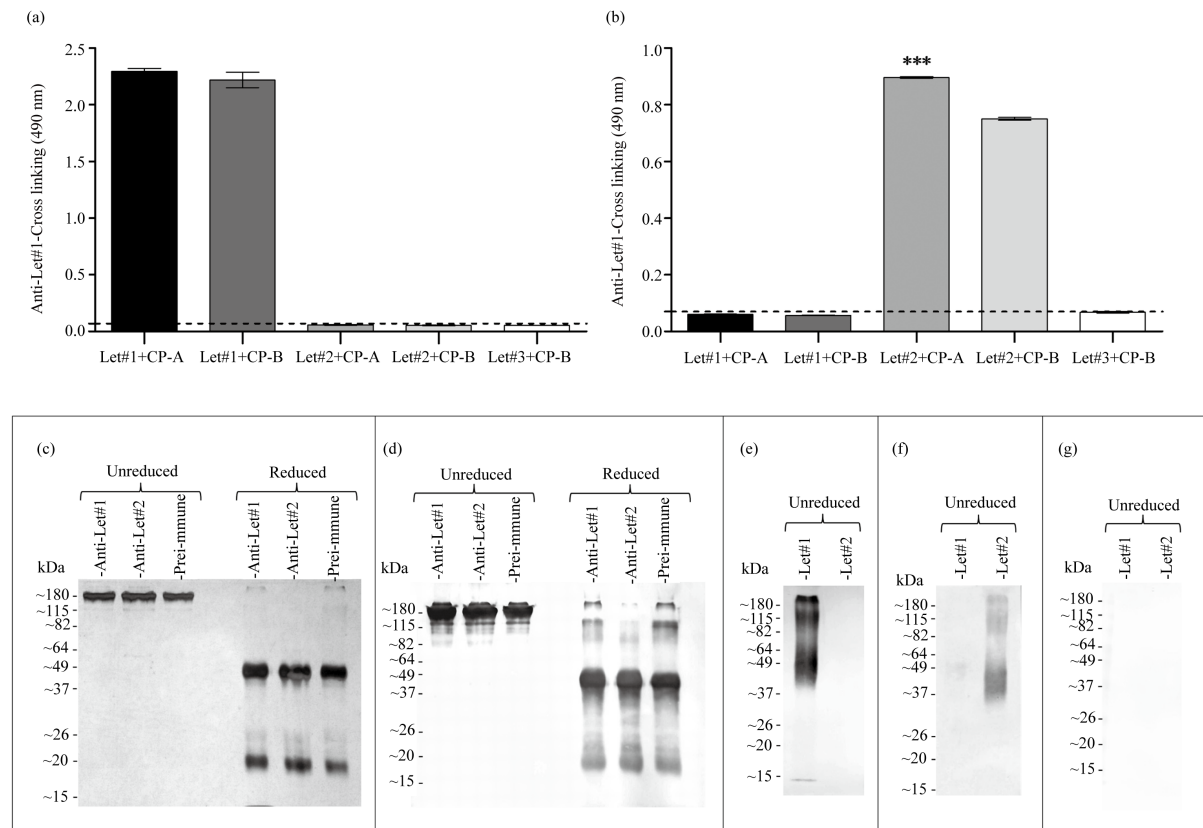 (a)
Anti-Let#1-Cross linking (490 nm)
2.5
2.0
1.5
1.0
0.5
0.0
Let#1+CP-A Let#1+CP-B Let#2+CP-A Let#2+CP-B Let#3+CP-B
(b)
Anti-Let#1-Cross linking (490 nm)
1.0
0.8
0.6
0.4
0.2
0.0
***
Let#1+CP-A Let#1+CP-B Let#2+CP-A Let#2+CP-B Let#3+CP-B
(c)
Unreduced Reduced
-Anti-Let#1
-Anti-Let#2
-Prei-mmune
-Anti-Let#1
-Anti-Let#2
-Prei-mmune
kDa
~180 -
~115 -
~82 -
~64 -
~49 -
~37 -
~26 -
~20 -
~15 -
(d)
Unreduced Reduced
-Anti-Let#1
-Anti-Let#2
-Prei-mmune
-Anti-Let#1
-Anti-Let#2
-Prei-mmune
kDa
~180 -
~115 -
~82 -
~64 -
~49 -
~37 -
~26 -
~20 -
~15 -
(e)
Unreduced
-Let#1
-Let#2
kDa
~180 -
~115 -
~82 -
~64 -
~49 -
~37 -
~26 -
~20 -
~15 -
(f)
Unreduced
-Let#1
-Let#2
kDa
~180 -
~115 -
~82 -
~64 -
~49 -
~37 -
~26 -
~20 -
~15 -
(g)
Unreduced
-Let#1
-Let#2
kDa
~180 -
~115 -
~82 -
~64 -
~49 -
~37 -
~26 -
~20 -
~15 -